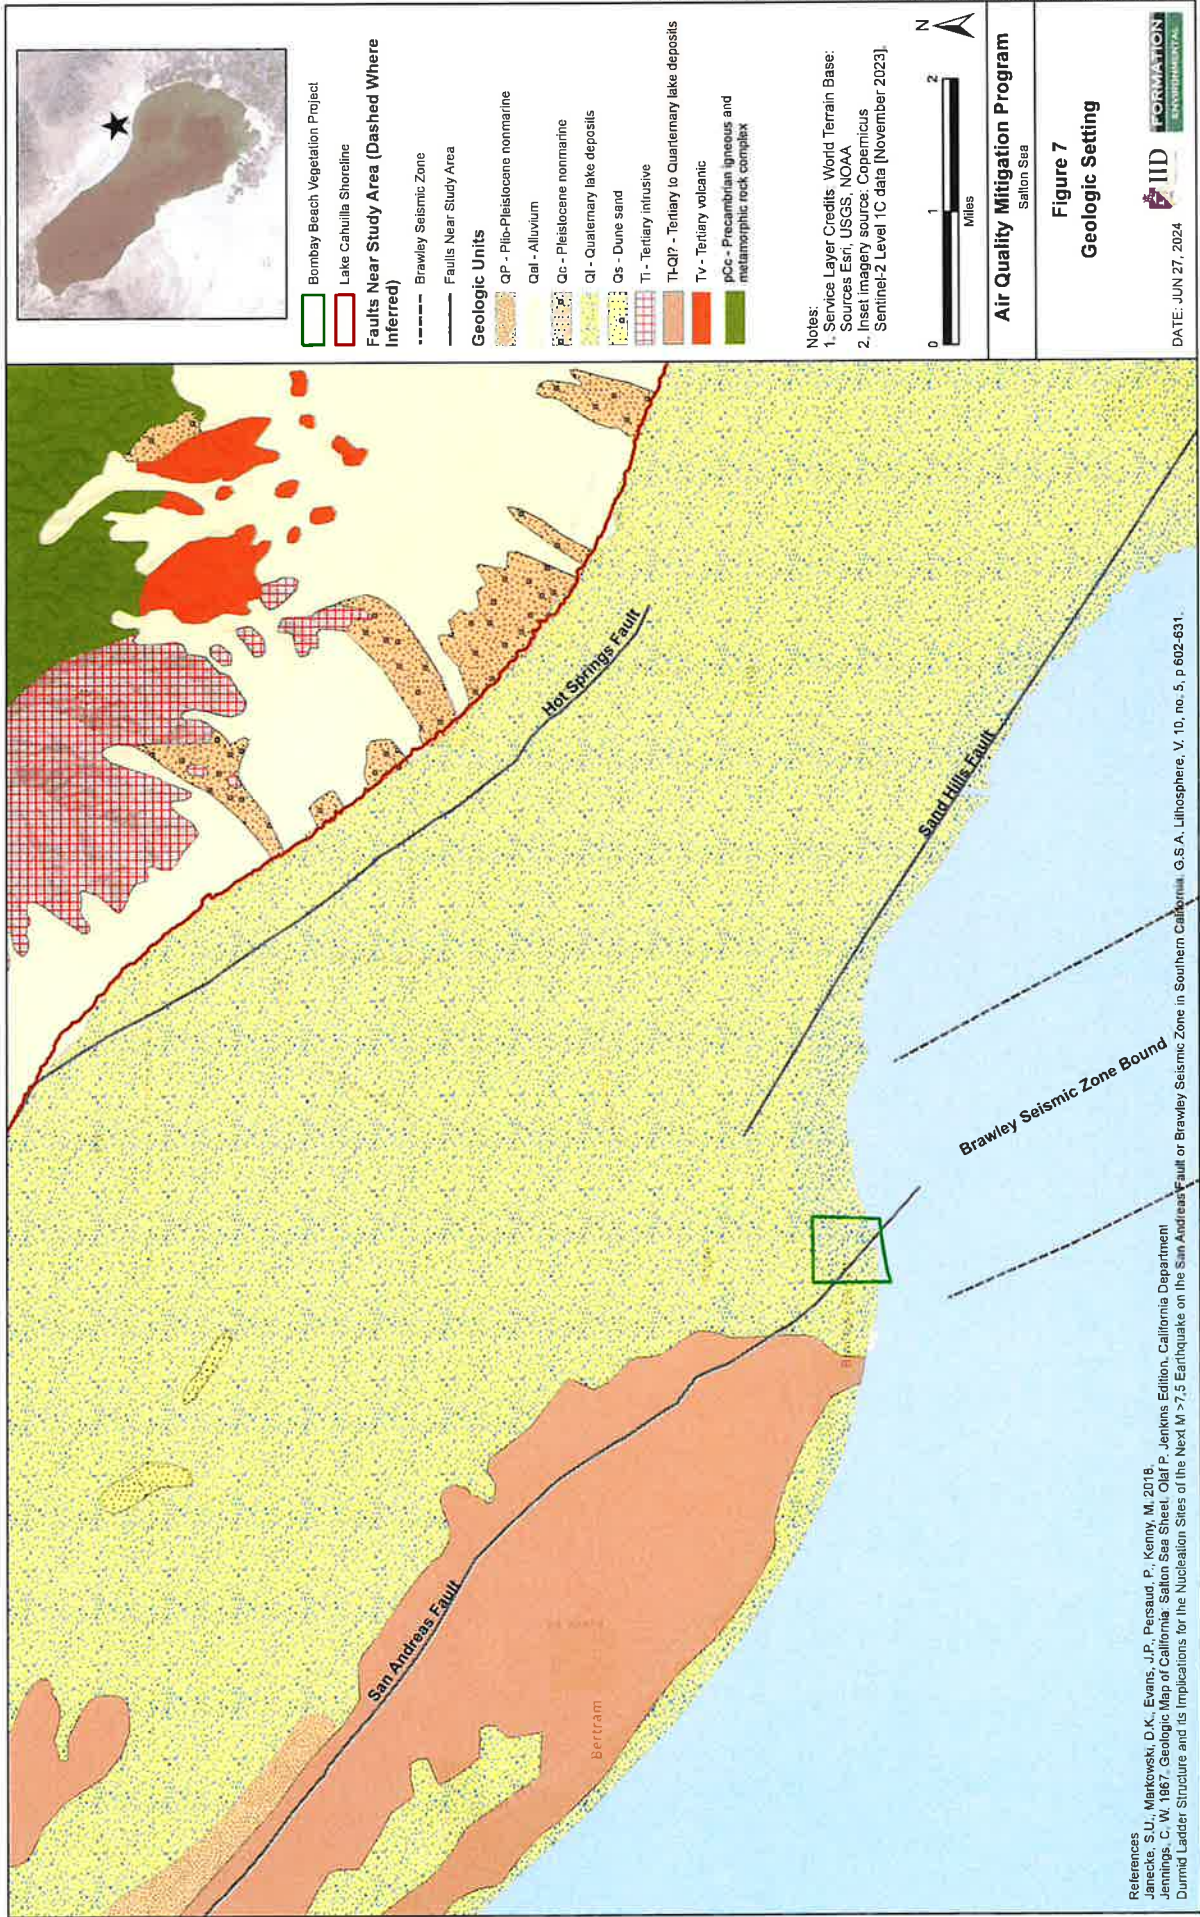 San Andreas Fault
Hot Springs Fault
Sand Hills Fault
Brawley Seismic Zone Bound
Bertram
References
Janecke, S.U., Markowski, D.K., Evans, J.P., Persaud, P., Kenny, M. 2018.
Jennings, C. W. 1967. Geologic Map of California: Salton Sea Sheet. Olaf P. Jenkins Edition. California Department
Durmid Ladder Structure and its Implications for the Nucleation Sites of the Next M >7.5 Earthquake on the San Andreas Fault or Brawley Seismic Zone in Southern California. G.S.A. Lithosphere, V. 10, no. 5, p 602-631.
Bombay Beach Vegetation Project
Lake Cahuilla Shoreline
Faults Near Study Area (Dashed Where
Inferred)
Brawley Seismic Zone
Faults Near Study Area
Geologic Units
QP - Plio-Pleistocene nonmarine
Qal - Alluvium
Qc - Pleistocene nonmarine
Ql - Quaternary lake deposits
Qs - Dune sand
Ti - Tertiary intrusive
Tl-Ql? - Tertiary to Quarternary lake deposits
Tv - Tertiary volcanic
pCc - Precambrian igneous and
metamorphic rock complex
Notes:
1. Service Layer Credits: World Terrain Base:
Sources Esri, USGS, NOAA
2. Inset imagery source: Copernicus
Sentinel-2 Level 1C data [November 2023].
N
0 1 2
Miles
Air Quality Mitigation Program
Salton Sea
Figure 7
Geologic Setting
DATE: JUN 27, 2024
IID
FORMATION
ENVIRONMENTAL